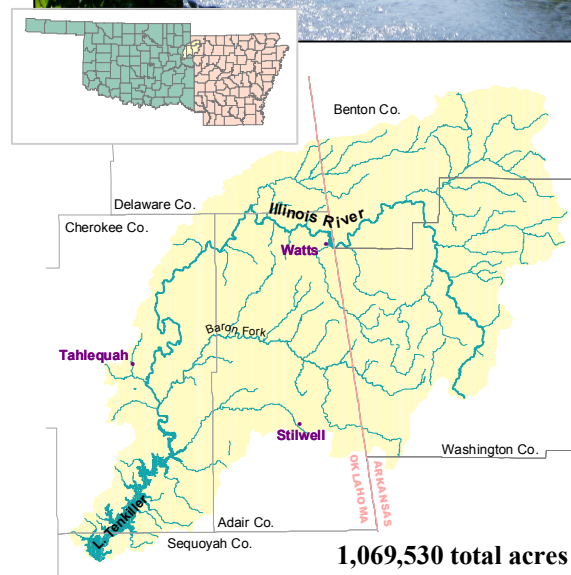 Benton Co.
Delaware Co.
Illinois River
Cherokee Co.
Watts
Baron Fork
Tahlequah
Stilwell
Washington Co.
OKLAHOMA
ARKANSAS
L. Tenkiller
Adair Co.
Sequoyah Co.
1,069,530 total acres